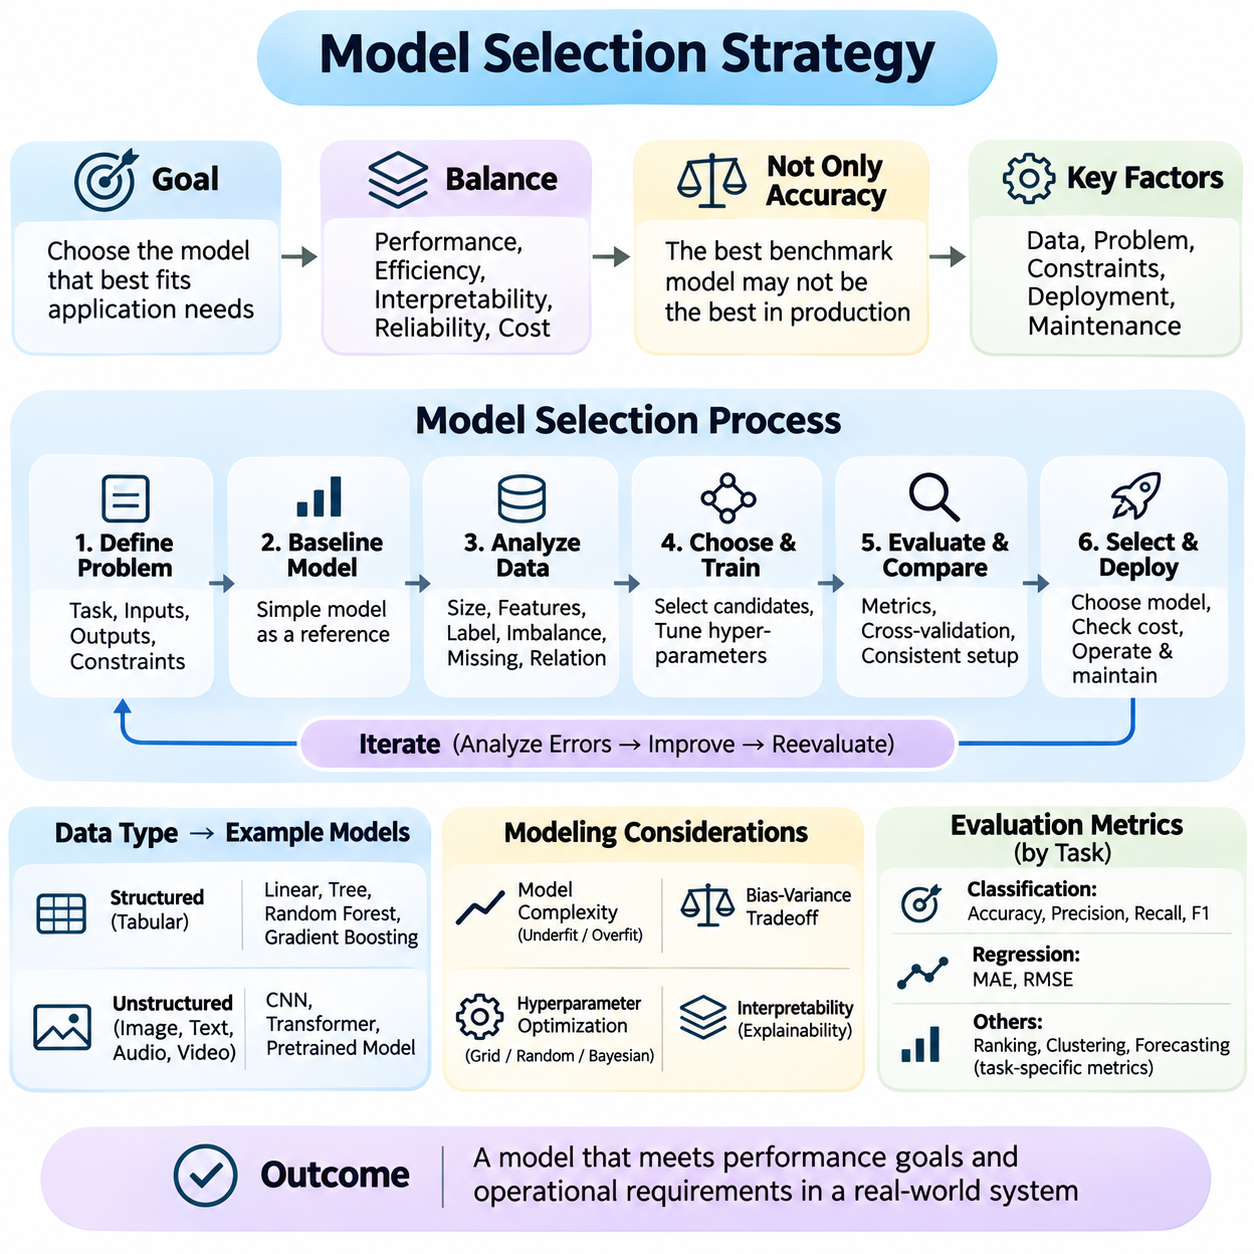 Model Selection Strategy
Goal
Choose the model
that best fits
application needs
Balance
Performance,
Efficiency,
Interpretability,
Reliability, Cost
Not Only
Accuracy
The best benchmark
model may not be
the best in production
Key Factors
Data, Problem,
Constraints,
Deployment,
Maintenance
Model Selection Process
1. Define
Problem
Task, Inputs,
Outputs,
Constraints
2. Baseline
Model
Simple model
as a reference
3. Analyze
Data
Size, Features,
Label, Imbalance,
Missing, Relation
4. Choose &
Train
Select candidates,
Tune hyper-
parameters
5. Evaluate &
Compare
Metrics,
Cross-validation,
Consistent setup
6. Select &
Deploy
Choose model,
Check cost,
Operate &
maintain
Iterate (Analyze Errors → Improve → Reevaluate)
Data Type → Example Models
Structured
(Tabular)
Linear, Tree,
Random Forest,
Gradient Boosting
Unstructured
(Image, Text,
Audio, Video)
CNN,
Transformer,
Pretrained Model
Modeling Considerations
Model
Complexity
(Underfit / Overfit)
Bias-Variance
Tradeoff
Hyperparameter
Optimization
(Grid / Random / Bayesian)
Interpretability
(Explainability)
Evaluation Metrics
(by Task)
Classification:
Accuracy, Precision, Recall, F1
Regression:
MAE, RMSE
Others:
Ranking, Clustering, Forecasting
(task-specific metrics)
Outcome
A model that meets performance goals and
operational requirements in a real-world system